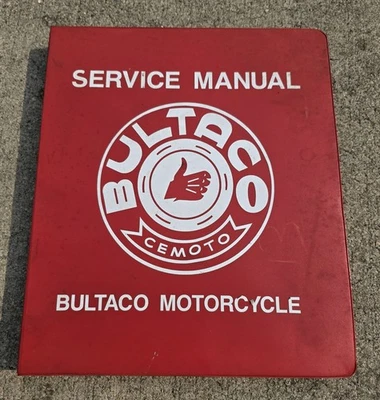 SERVICE MANUAL
BULTACO
CEMOTO
BULTACO MOTORCYCLE